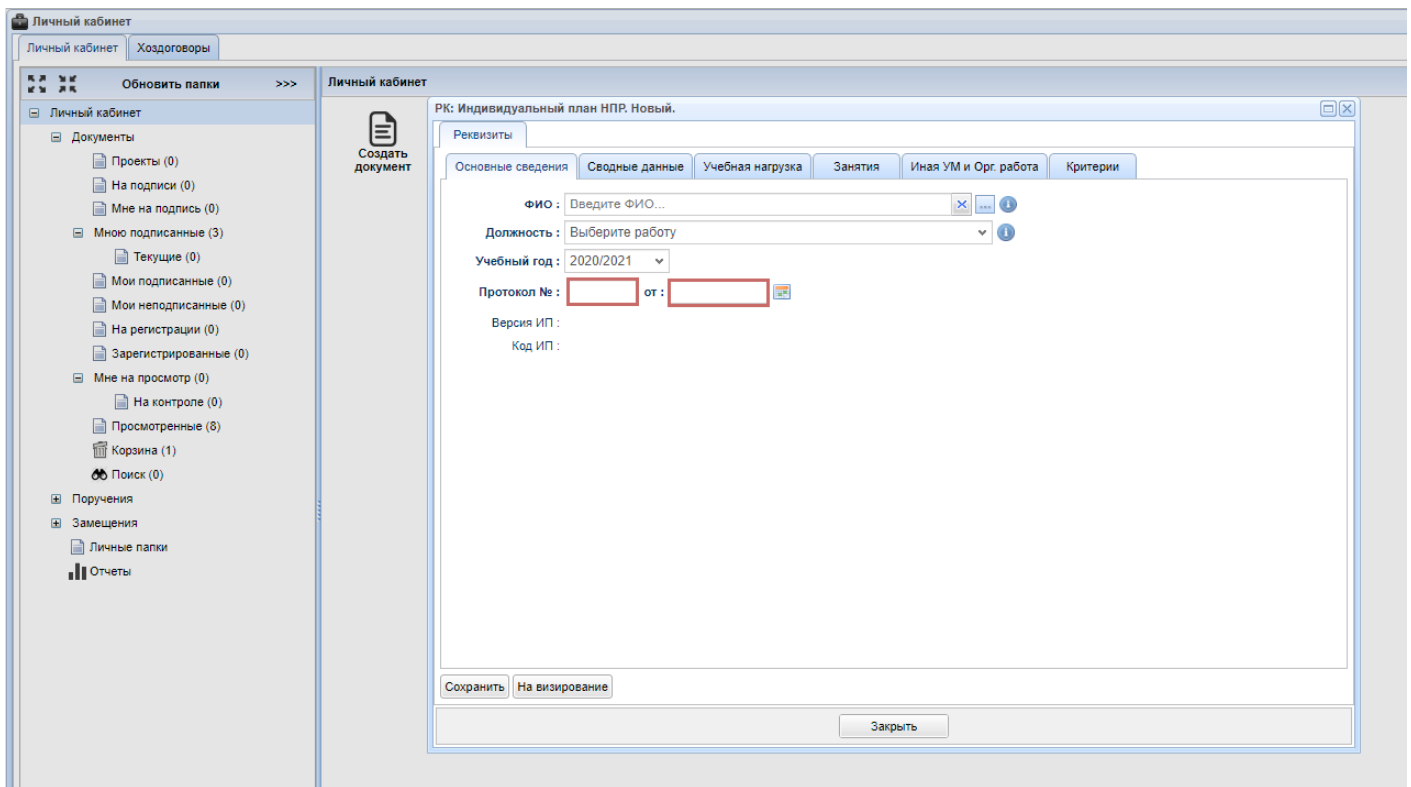 Личный кабинет
Личный кабинет Хоздоговоры
Обновить папки >>>
Личный кабинет
Документы
Проекты (0)
На подписи (0)
Мне на подпись (0)
Мною подписанные (3)
Текущие (0)
Мои подписанные (0)
Мои неподписанные (0)
На регистрации (0)
Зарегистрированные (0)
Мне на просмотр (0)
На контроле (0)
Просмотренные (8)
Корзина (1)
Поиск (0)
Поручения
Замещения
Личные папки
Отчеты
Личный кабинет
Создать
документ
РК: Индивидуальный план НПР. Новый.
Реквизиты
Основные сведения Сводные данные Учебная нагрузка Занятия Иная УМ и Орг. работа Критерии
ФИО : Введите ФИО...
Должность : Выберите работу
Учебный год : 2020/2021
Протокол № : от :
Версия ИП :
Код ИП :
Сохранить На визирование
Закрыть